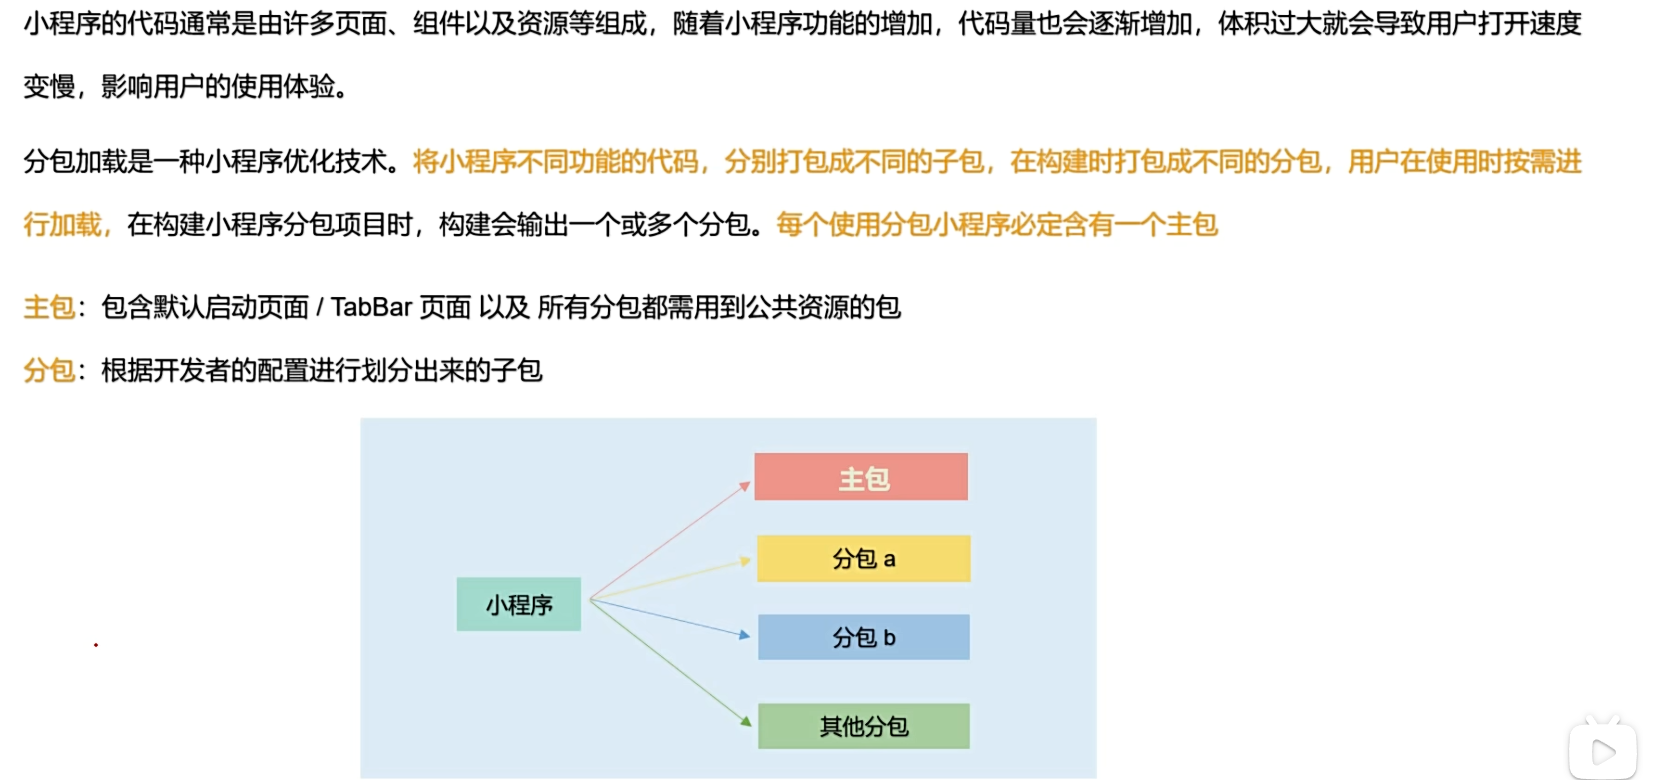 小程序的代码通常是由许多页面、组件以及资源等组成，随着小程序功能的增加，代码量也会逐渐增加，体积过大就会导致用户打开速度
变慢，影响用户的使用体验。
分包加载是一种小程序优化技术。将小程序不同功能的代码，分别打包成不同的子包，在构建时打包成不同的分包，用户在使用时按需进
行加载，在构建小程序分包项目时，构建会输出一个或多个分包。每个使用分包小程序必定含有一个主包
主包：包含默认启动页面 / TabBar 页面 以及 所有分包都需用到公共资源的包
分包：根据开发者的配置进行划分出来的子包
主包
分包 a
小程序
分包 b
其他分包